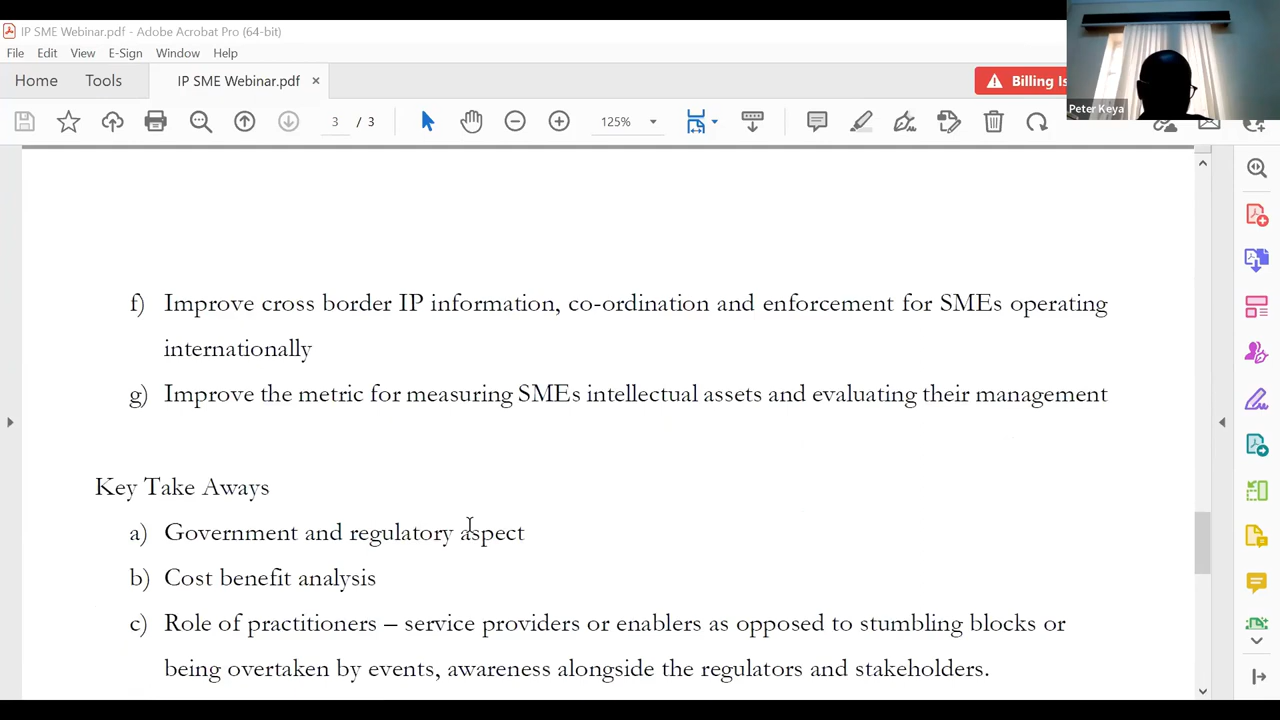 IP SME Webinar.pdf - Adobe Acrobat Pro (64-bit)
File Edit View E-Sign Window Help
Home Tools IP SME Webinar.pdf × Billing Is
Peter Keya
3 / 3 125%
f) Improve cross border IP information, co-ordination and enforcement for SMEs operating
internationally
g) Improve the metric for measuring SMEs intellectual assets and evaluating their management
Key Take Aways
a) Government and regulatory aspect
b) Cost benefit analysis
c) Role of practitioners – service providers or enablers as opposed to stumbling blocks or
being overtaken by events, awareness alongside the regulators and stakeholders.